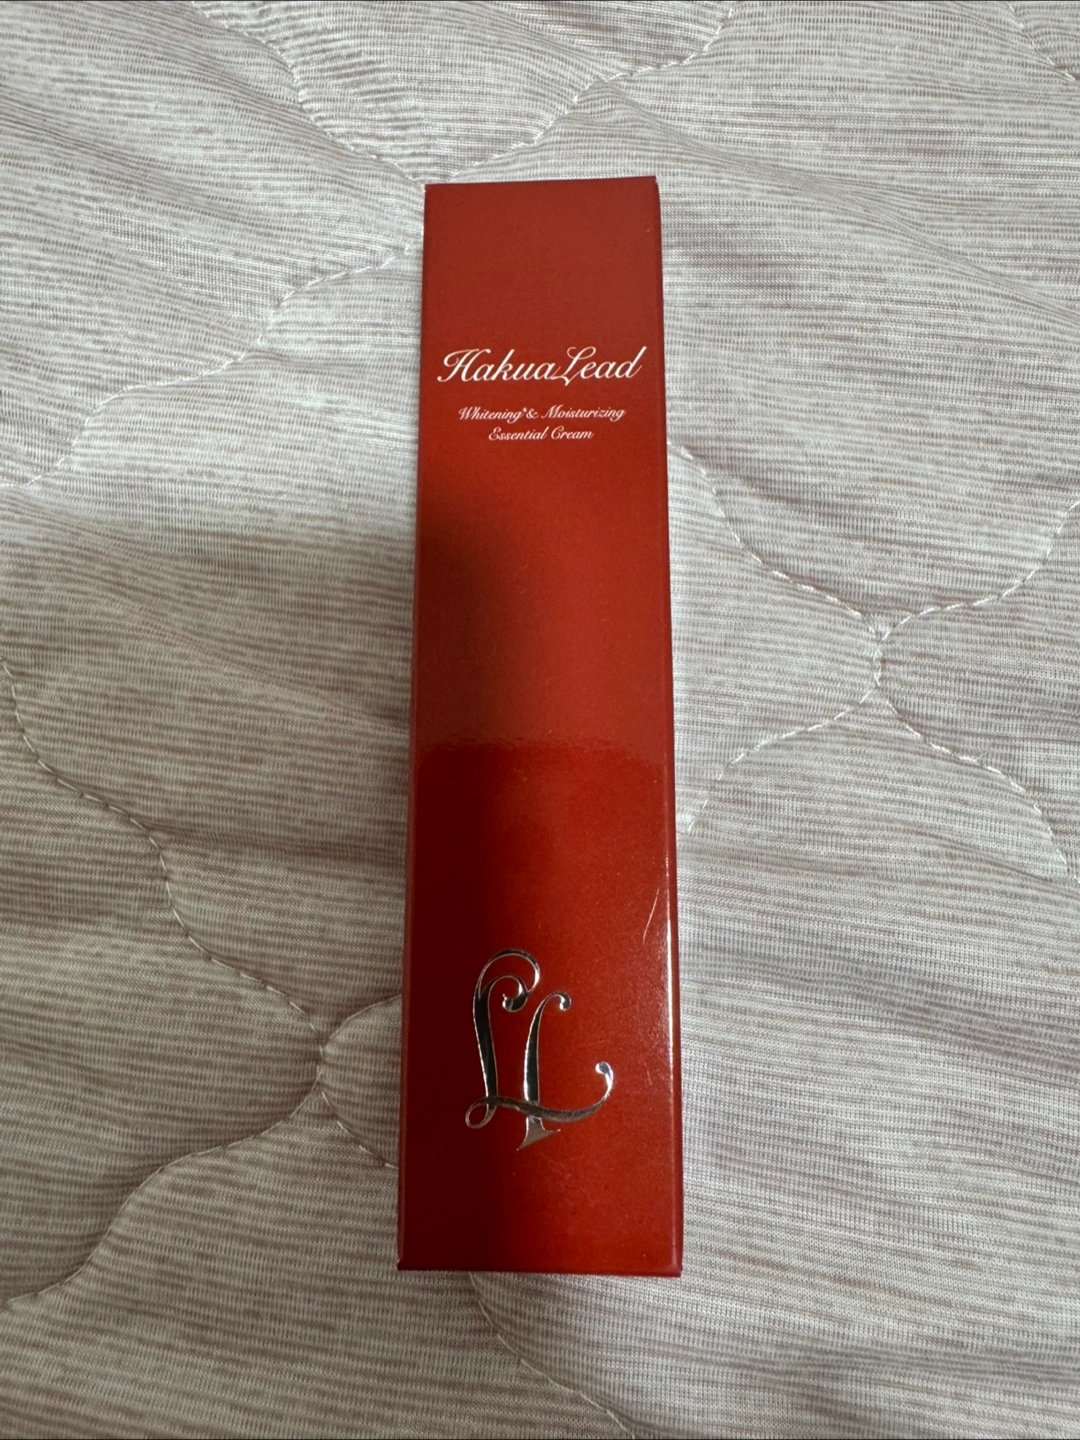 HakuaLead
Whitening*& Moisturizing
Essential Cream